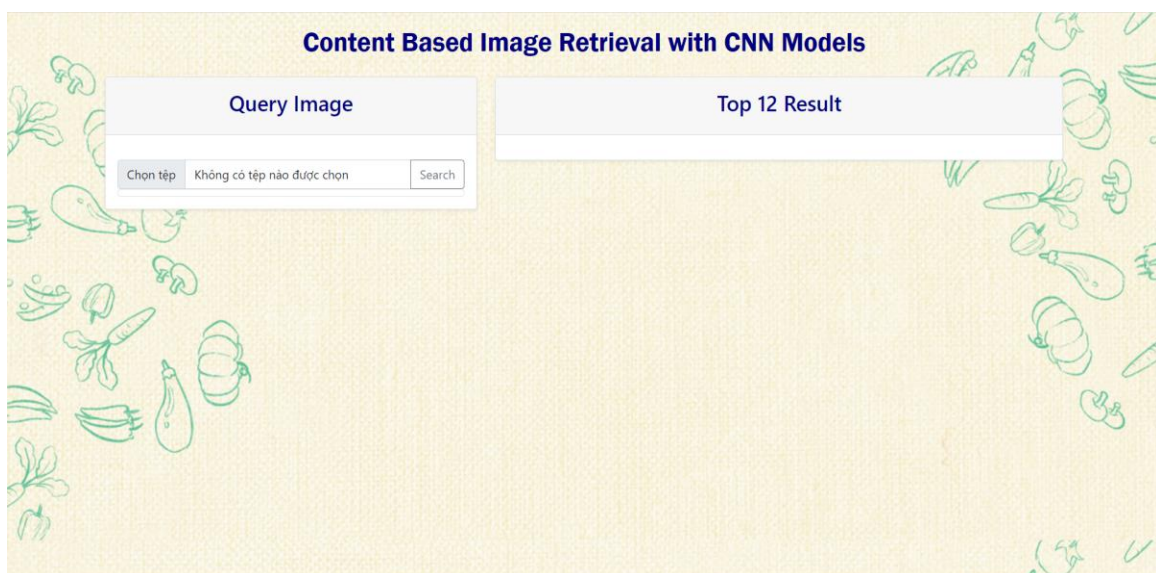 Content Based Image Retrieval with CNN Models
Query Image
Top 12 Result
Chọn tệp Không có tệp nào được chọn Search